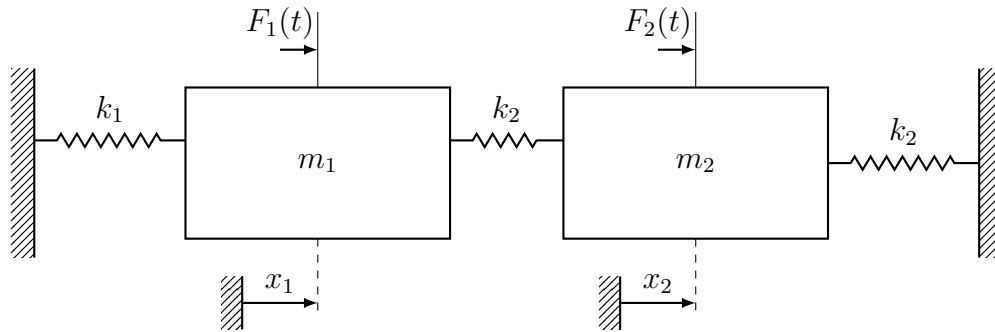 F₁(t) F₂(t)
k₁ k₂ k₂
m₁ m₂
x₁ x₂